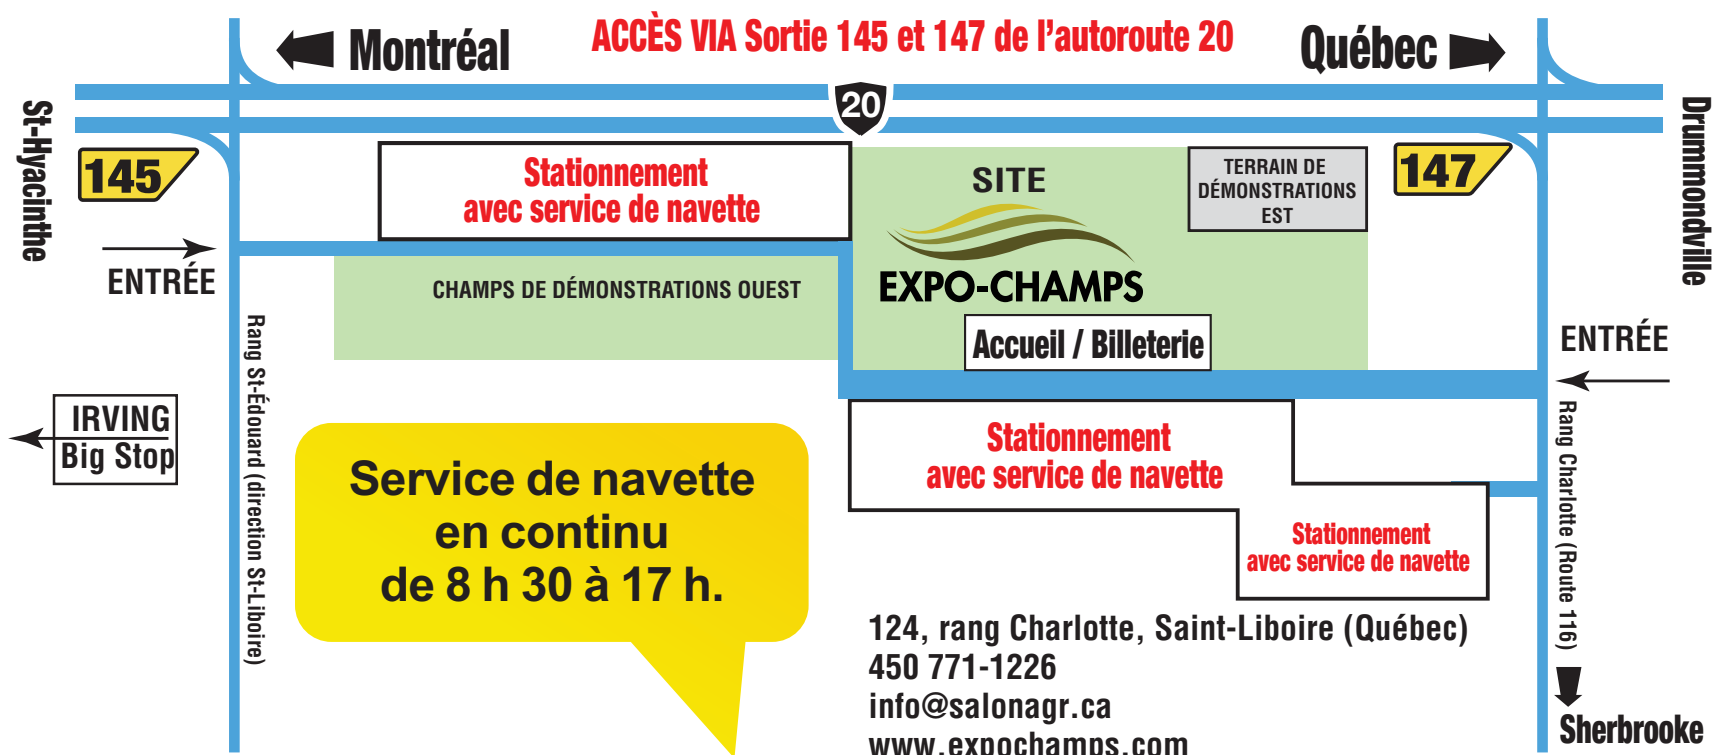 ACCÈS VIA Sortie 145 et 147 de l'autoroute 20
Montréal
Québec
20
St-Hyacinthe
Drummondville
145
147
Stationnement
avec service de navette
SITE
EXPO-CHAMPS
TERRAIN DE
DÉMONSTRATIONS
EST
ENTRÉE
CHAMPS DE DÉMONSTRATIONS OUEST
Accueil / Billeterie
ENTRÉE
Rang St-Édouard (direction St-Liboire)
IRVING
Big Stop
Service de navette
en continu
de 8 h 30 à 17 h.
Stationnement
avec service de navette
Stationnement
avec service de navette
Rang Charlotte (Route 116)
Sherbrooke
124, rang Charlotte, Saint-Liboire (Québec)
450 771-1226
info@salonagr.ca
www.expochamps.com